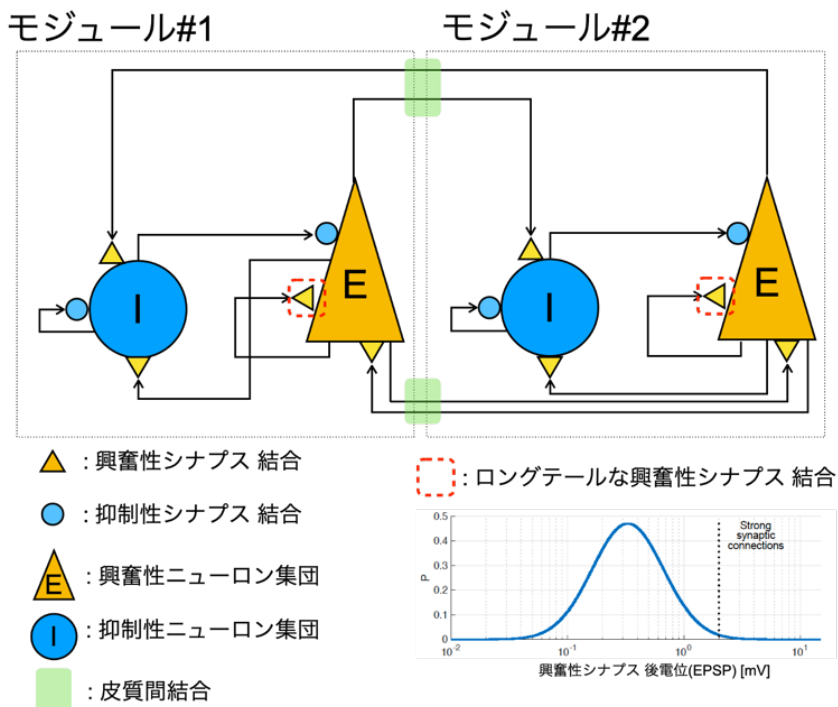 モジュール#1
モジュール#2
I
E
I
E
: 興奮性シナプス 結合
: 抑制性シナプス 結合
E
: 興奮性ニューロン集団
I
: 抑制性ニューロン集団
: 皮質間結合
: ロングテールな興奮性シナプス 結合
0.5
0.4
0.3
0.2
0.1
0
P
Strong
synaptic
connections
10-2
10-1
100
101
興奮性シナプス 後電位(EPSP) [mV]